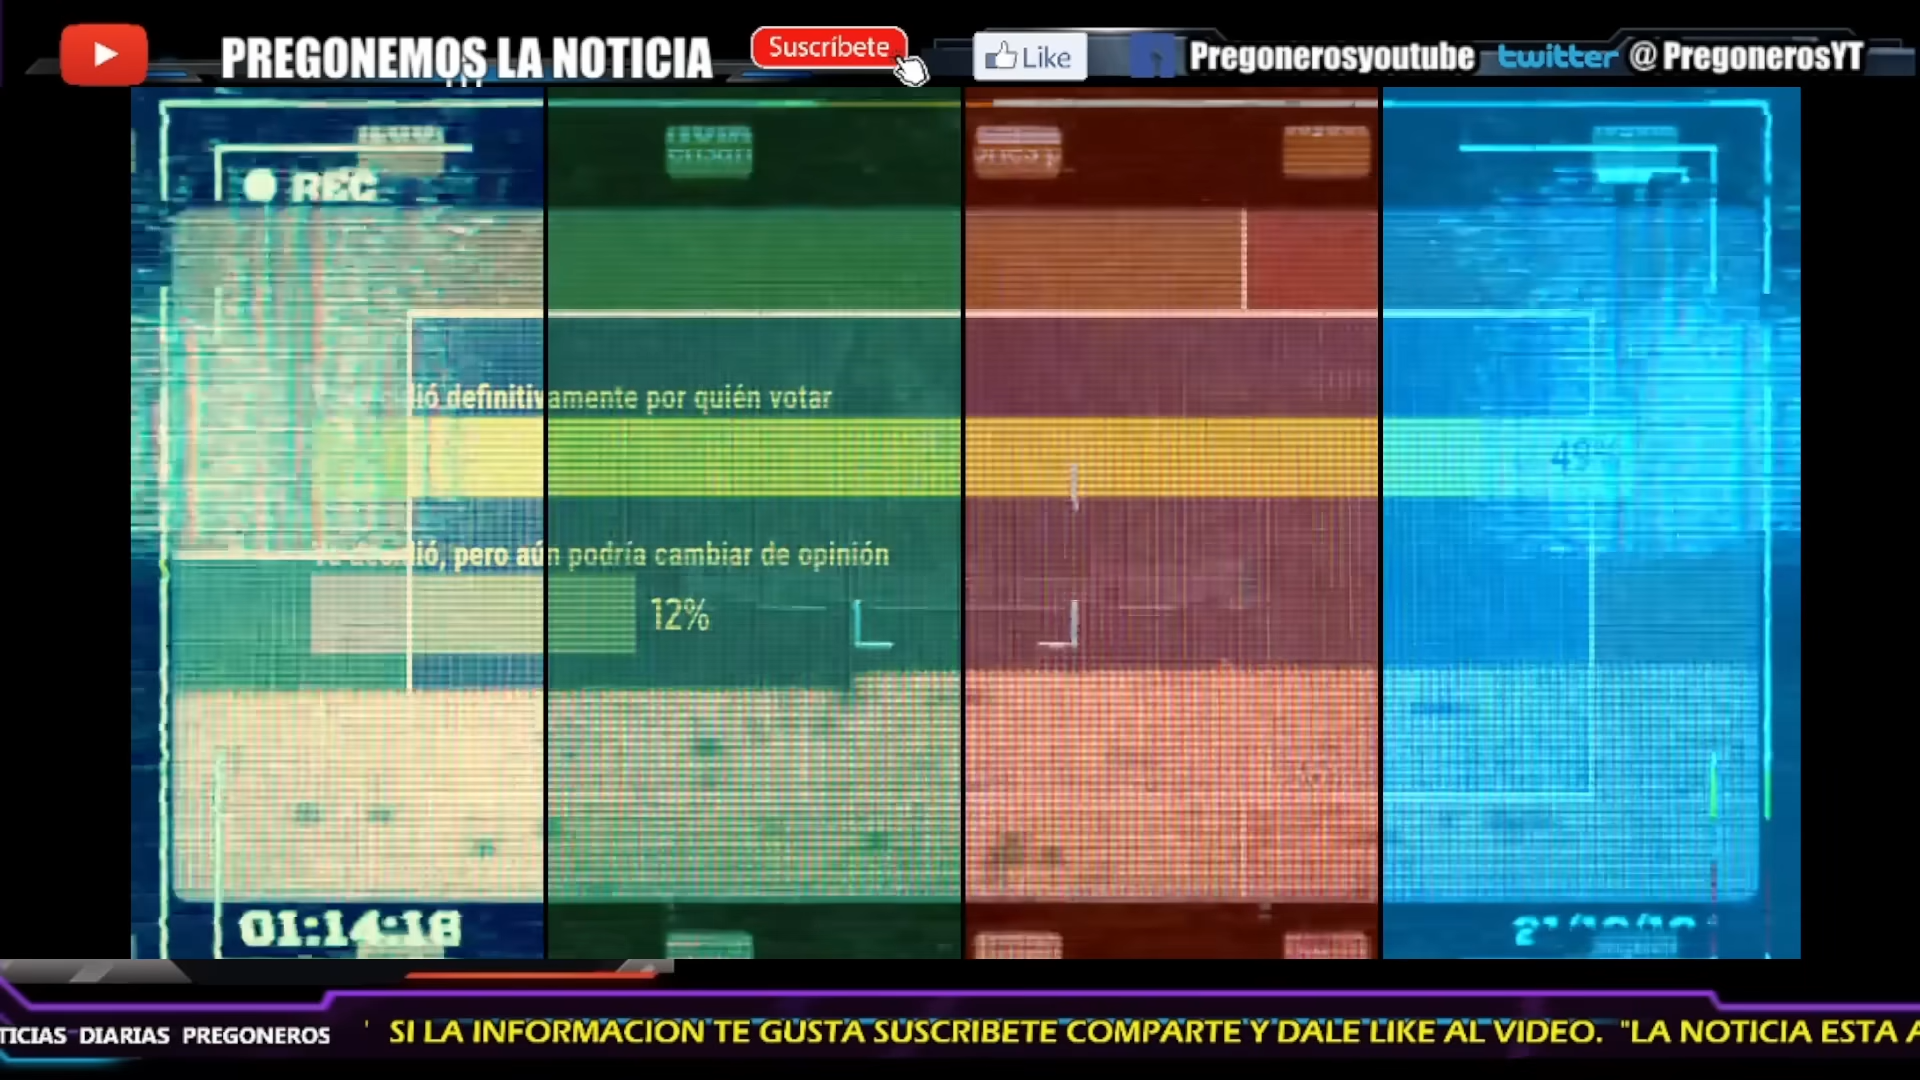 PREGONEMOS LA NOTICIA Suscríbete Like Pregonerosyoutube twitter @PregonerosYT
REC
definitivamente por quién votar
49%
pero aún podría cambiar de opinión
12%
01:14:18
TICIAS DIARIAS PREGONEROS ' SI LA INFORMACION TE GUSTA SUSCRIBETE COMPARTE Y DALE LIKE AL VIDEO. "LA NOTICIA ESTA A